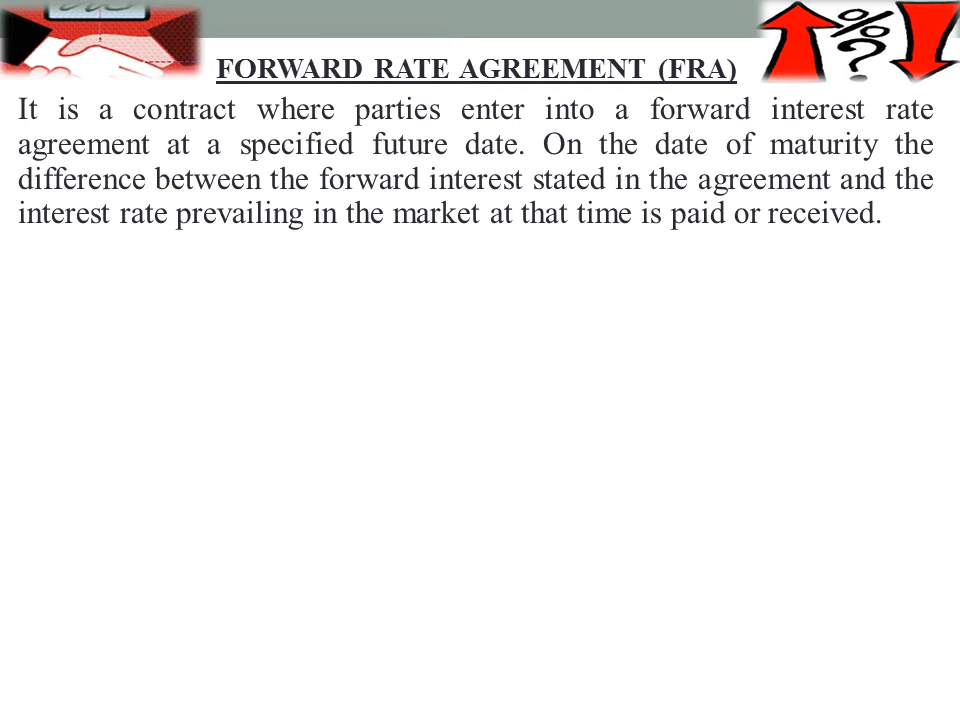 FORWARD RATE AGREEMENT (FRA)
It is a contract where parties enter into a forward interest rate
agreement at a specified future date. On the date of maturity the
difference between the forward interest stated in the agreement and the
interest rate prevailing in the market at that time is paid or received.
%
?